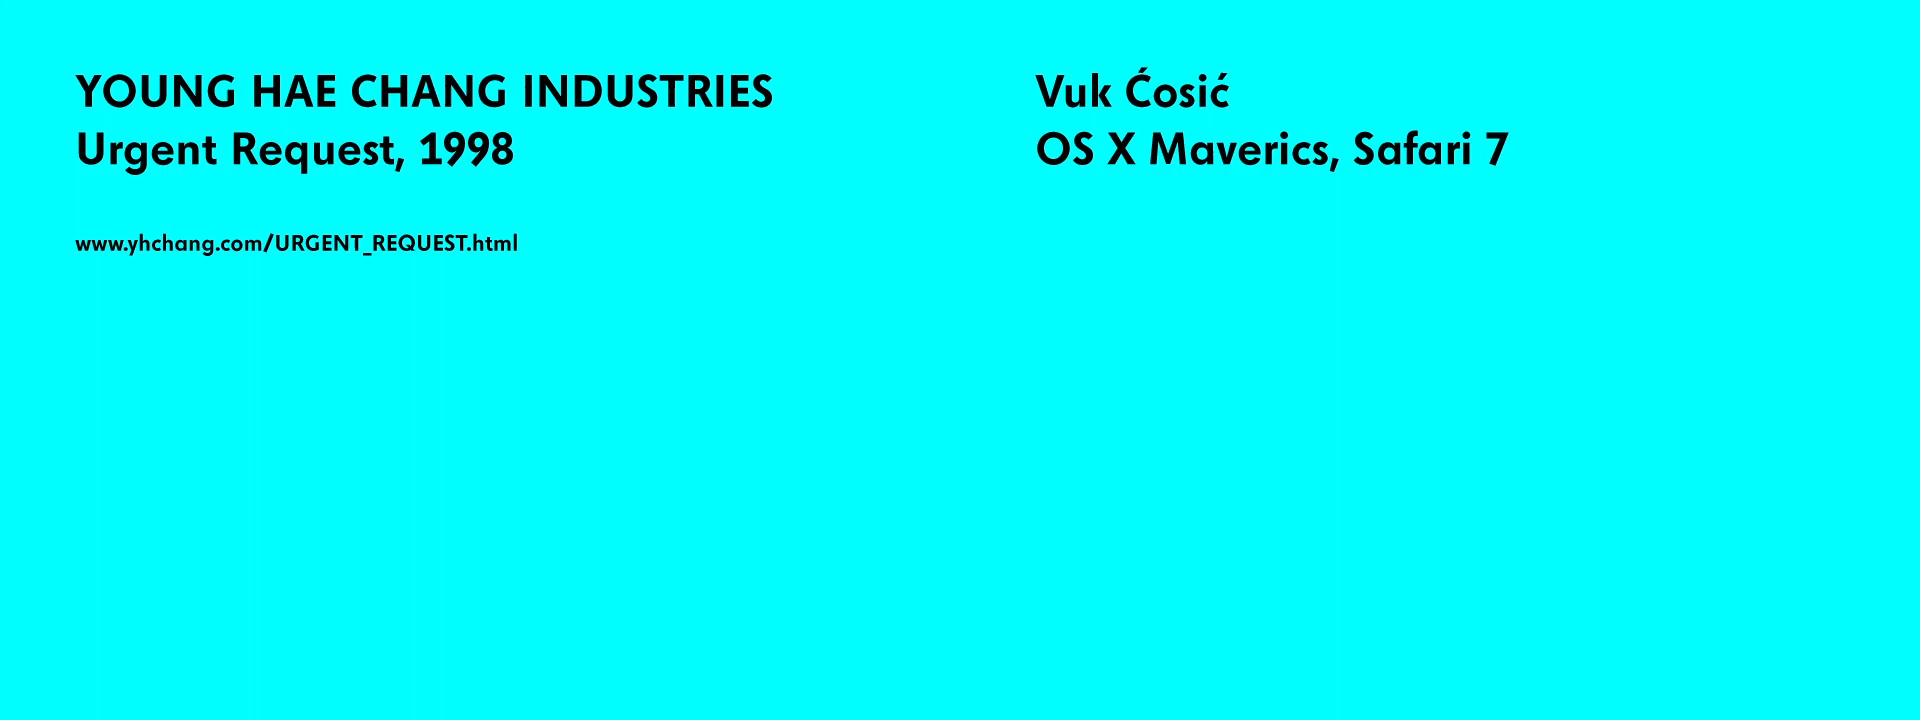 YOUNG HAE CHANG INDUSTRIES
Urgent Request, 1998
www.yhchang.com/URGENT_REQUEST.html
Vuk Ćosić
OS X Maverics, Safari 7